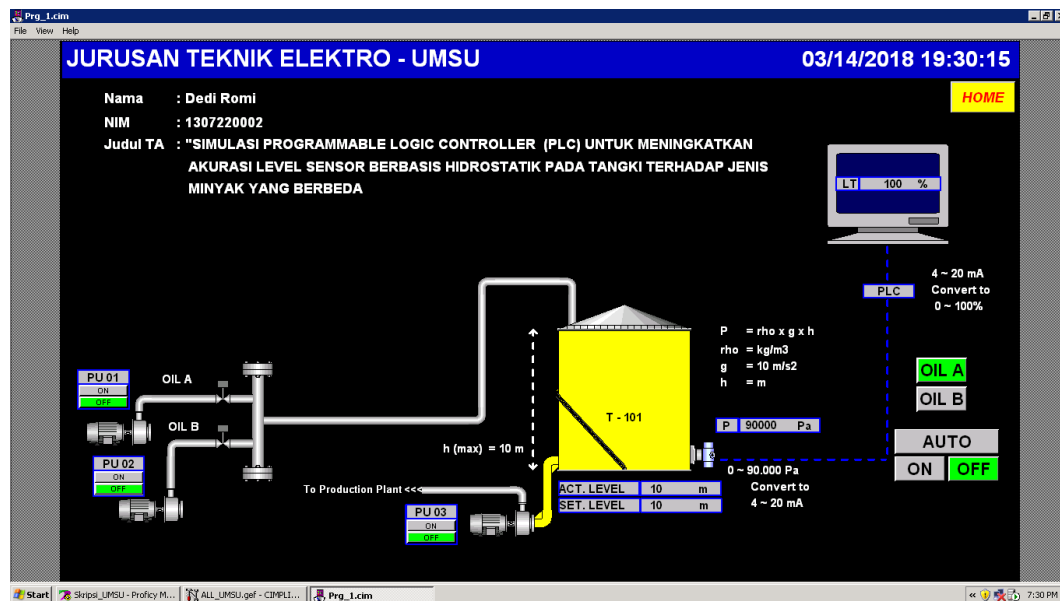 Prg_1.cim
File View Help
JURUSAN TEKNIK ELEKTRO - UMSU 03/14/2018 19:30:15
HOME
Nama : Dedi Romi
NIM : 1307220002
Judul TA : "SIMULASI PROGRAMMABLE LOGIC CONTROLLER (PLC) UNTUK MENINGKATKAN
AKURASI LEVEL SENSOR BERBASIS HIDROSTATIK PADA TANGKI TERHADAP JENIS
MINYAK YANG BERBEDA
LT 100 %
4 ~ 20 mA
PLC Convert to
0 ~ 100%
P = rho x g x h
rho = kg/m3
g = 10 m/s2
h = m
OIL A
OIL B
PU 01
ON
OFF
OIL A
OIL B
T - 101
P 90000 Pa
h (max) = 10 m
AUTO
ON OFF
PU 02
ON
OFF
0 ~ 90.000 Pa
Convert to
4 ~ 20 mA
To Production Plant <<<
ACT. LEVEL 10 m
SET. LEVEL 10 m
PU 03
ON
OFF
Start Skripsi_UMSU - Proficy M... ALL_UMSU.gef - CIMPLI... Prg_1.cim « 7:30 PM